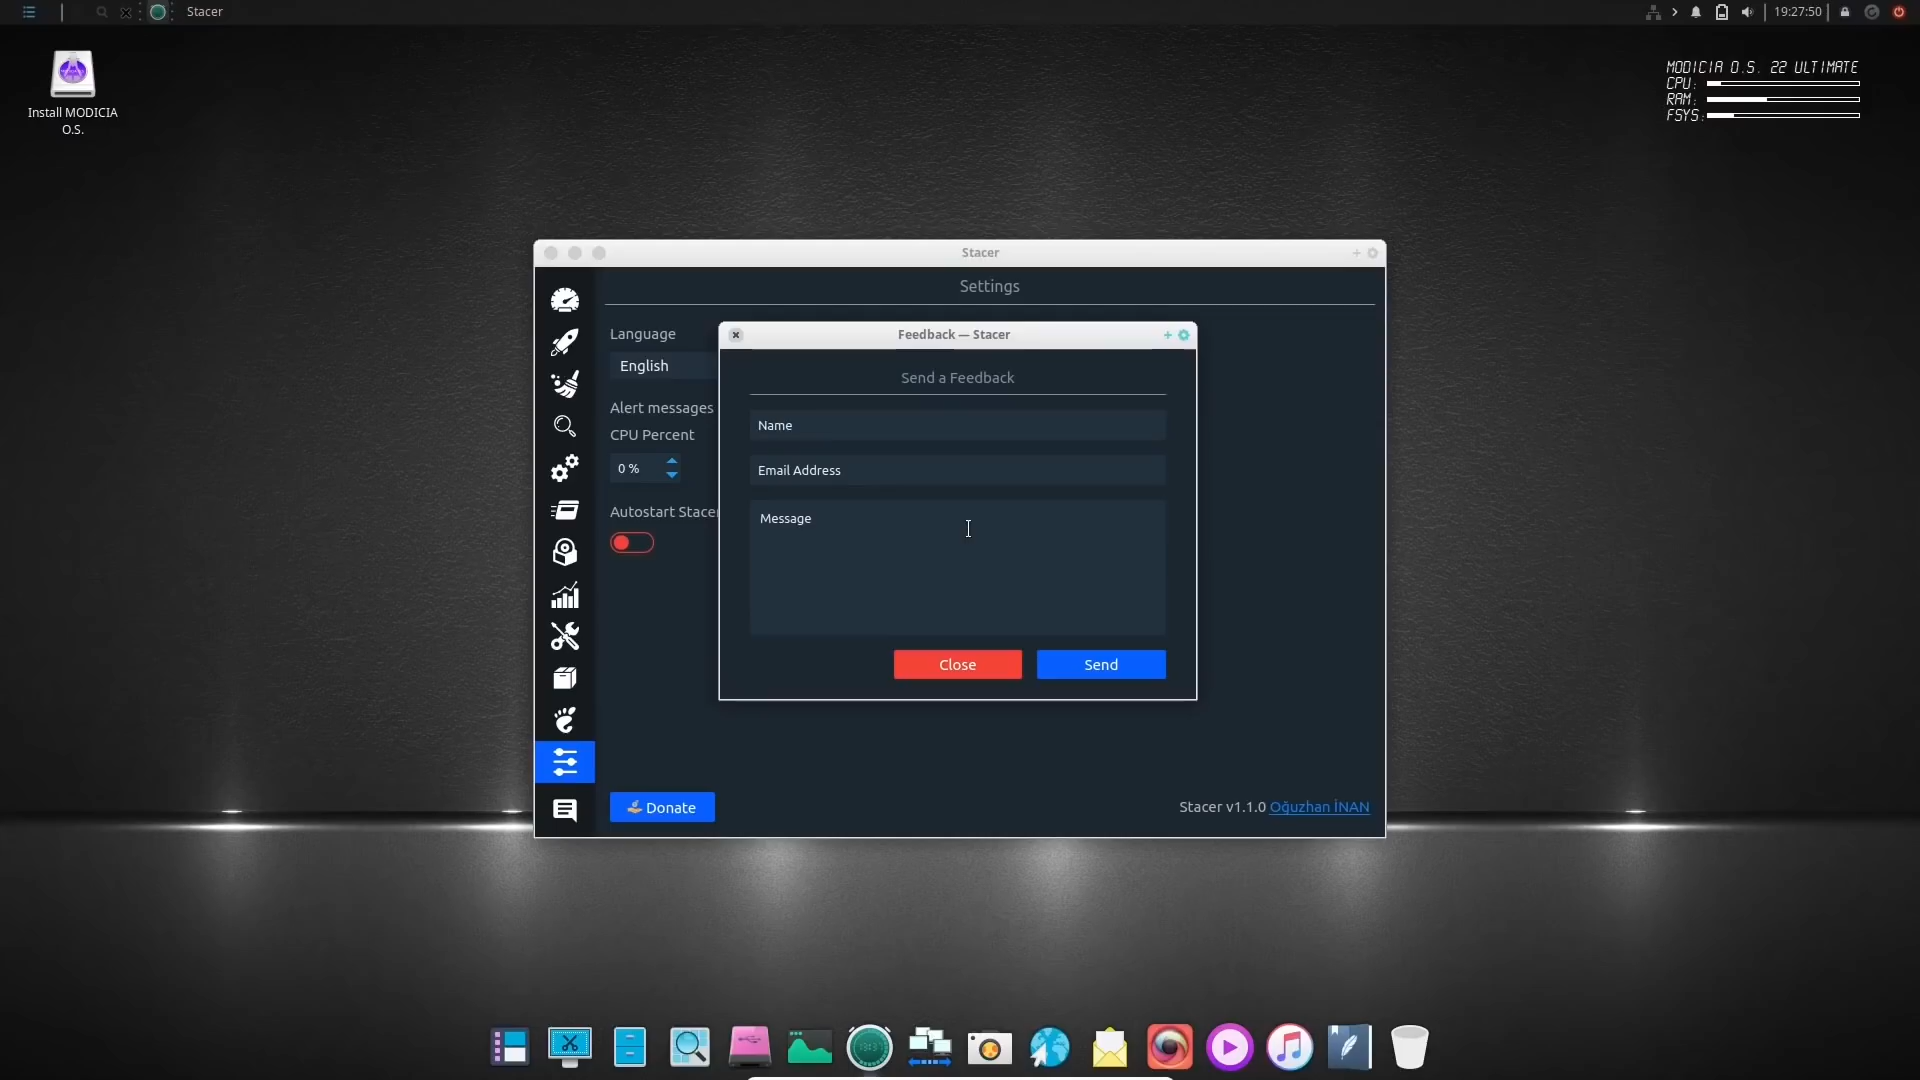 Stacer
19:27:50
Install MODICIA
O.S.
MODICIA O.S. 22 ULTIMATE
CPU:
RAM:
FSYS:
Stacer
Settings
Language
English
Alert messages
CPU Percent
0 %
Autostart Stacer
Feedback — Stacer
Send a Feedback
Name
Email Address
Message
Close
Send
Donate
Stacer v1.1.0 Oğuzhan İNAN